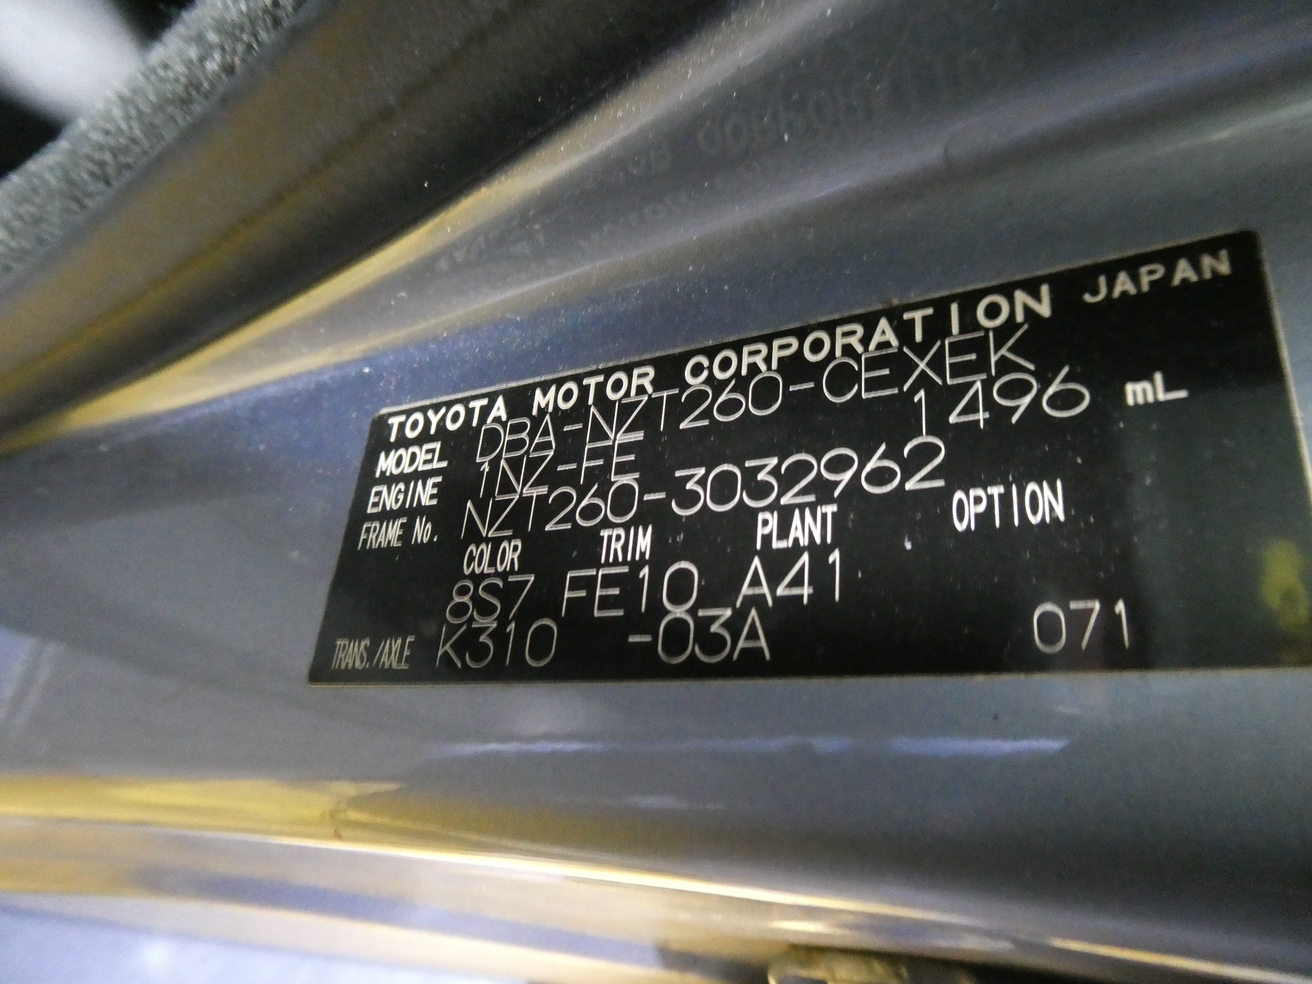 TOYOTA MOTOR CORPORATION JAPAN
MODEL DBA-NZT260-CEXEK
ENGINE 1NZ-FE 1496 mL
FRAME No. NZT260-3032962
COLOR TRIM PLANT OPTION
8S7 FE10 A41
TRANS./AXLE K310 -03A 071